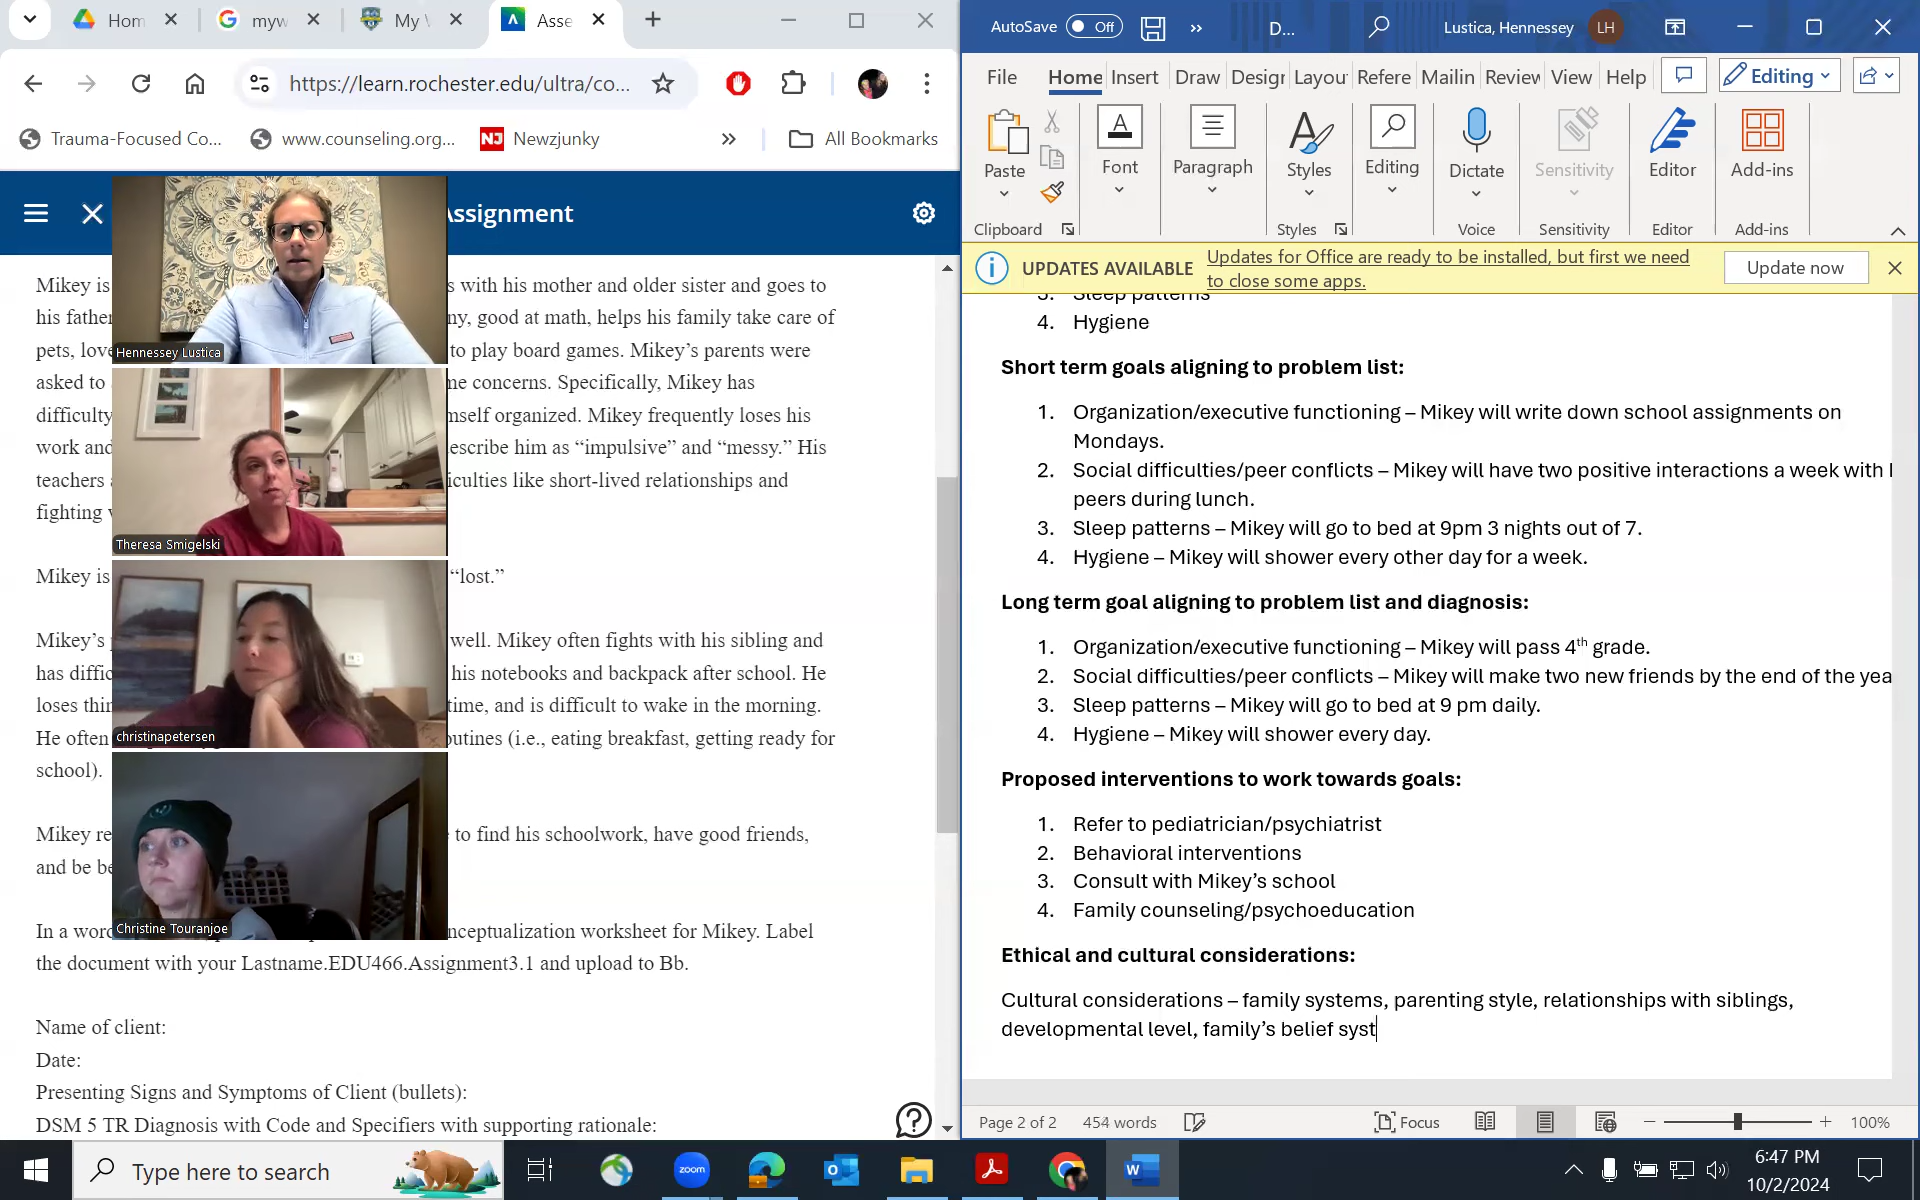 Hom
myw
My
Asse
https://learn.rochester.edu/ultra/co...
Trauma-Focused Co...
www.counseling.org...
NJ
Newzjunky
All Bookmarks
Assignment
Mikey is
s with his mother and older sister and goes to
his father
ny, good at math, helps his family take care of
pets, love
to play board games. Mikey's parents were
asked to
ne concerns. Specifically, Mikey has
difficulty
mself organized. Mikey frequently loses his
work and
escribe him as “impulsive” and “messy.” His
teachers
iculties like short-lived relationships and
fighting
Mikey is
“lost.”
Mikey's
well. Mikey often fights with his sibling and
has diffic
his notebooks and backpack after school. He
loses thin
time, and is difficult to wake in the morning.
He often
outines (i.e., eating breakfast, getting ready for
school).
Mikey re
to find his schoolwork, have good friends,
and be be
In a word
nceptualization worksheet for Mikey. Label
the document with your Lastname.EDU466.Assignment3.1 and upload to Bb.
Name of client:
Date:
Presenting Signs and Symptoms of Client (bullets):
DSM 5 TR Diagnosis with Code and Specifiers with supporting rationale:
Hennessey Lustica
Theresa Smigelski
christinapetersen
Christine Touranjoe
AutoSave Off
D...
Lustica, Hennessey
LH
File Home Insert Draw Design Layou Refere Mailin Review View Help
Editing
Paste
Font
Paragraph
Styles
Editing
Dictate
Sensitivity
Editor
Add-ins
Clipboard
Styles
Voice
Sensitivity
Editor
Add-ins
UPDATES AVAILABLE
Updates for Office are ready to be installed, but first we need
to close some apps.
Update now
3. Sleep patterns
4. Hygiene
Short term goals aligning to problem list:
1. Organization/executive functioning – Mikey will write down school assignments on
Mondays.
2. Social difficulties/peer conflicts – Mikey will have two positive interactions a week with
peers during lunch.
3. Sleep patterns – Mikey will go to bed at 9pm 3 nights out of 7.
4. Hygiene – Mikey will shower every other day for a week.
Long term goal aligning to problem list and diagnosis:
1. Organization/executive functioning – Mikey will pass 4th grade.
2. Social difficulties/peer conflicts – Mikey will make two new friends by the end of the yea
3. Sleep patterns – Mikey will go to bed at 9 pm daily.
4. Hygiene – Mikey will shower every day.
Proposed interventions to work towards goals:
1. Refer to pediatrician/psychiatrist
2. Behavioral interventions
3. Consult with Mikey's school
4. Family counseling/psychoeducation
Ethical and cultural considerations:
Cultural considerations – family systems, parenting style, relationships with siblings,
developmental level, family's belief syst
Page 2 of 2
454 words
Focus
100%
Type here to search
zoom
6:47 PM
10/2/2024